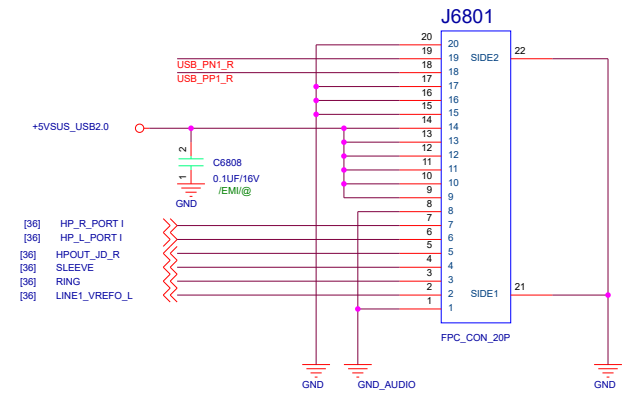 J6801
20 20
19 19 SIDE2 22
USB_PN1_R 18 18
USB_PP1_R 17 17
16 16
15 15
+5VSUS_USB2.0 14 14
13 13
2 12 12
C6808 11 11
1 0.1UF/16V 10 10
/EMI/@ 9 9
GND 8 8
[36] HP_R_PORT I 7 7
[36] HP_L_PORT I 6 6
[36] HPOUT_JD_R 5 5
[36] SLEEVE 4 4
[36] RING 3 3
[36] LINE1_VREFO_L 2 2 SIDE1 21
1 1
FPC_CON_20P
GND GND_AUDIO GND